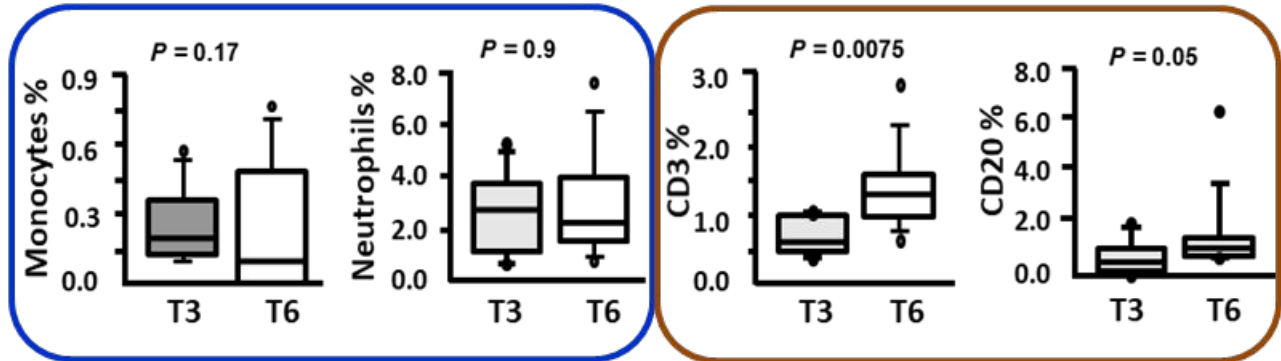 P = 0.17
Monocytes %
0.9
0.6
0.3
0.0
T3 T6
P = 0.9
Neutrophils %
8.0
6.0
4.0
2.0
0.0
T3 T6
P = 0.0075
CD3 %
3.0
2.0
1.0
0.0
T3 T6
P = 0.05
CD20 %
8.0
6.0
4.0
2.0
0.0
T3 T6